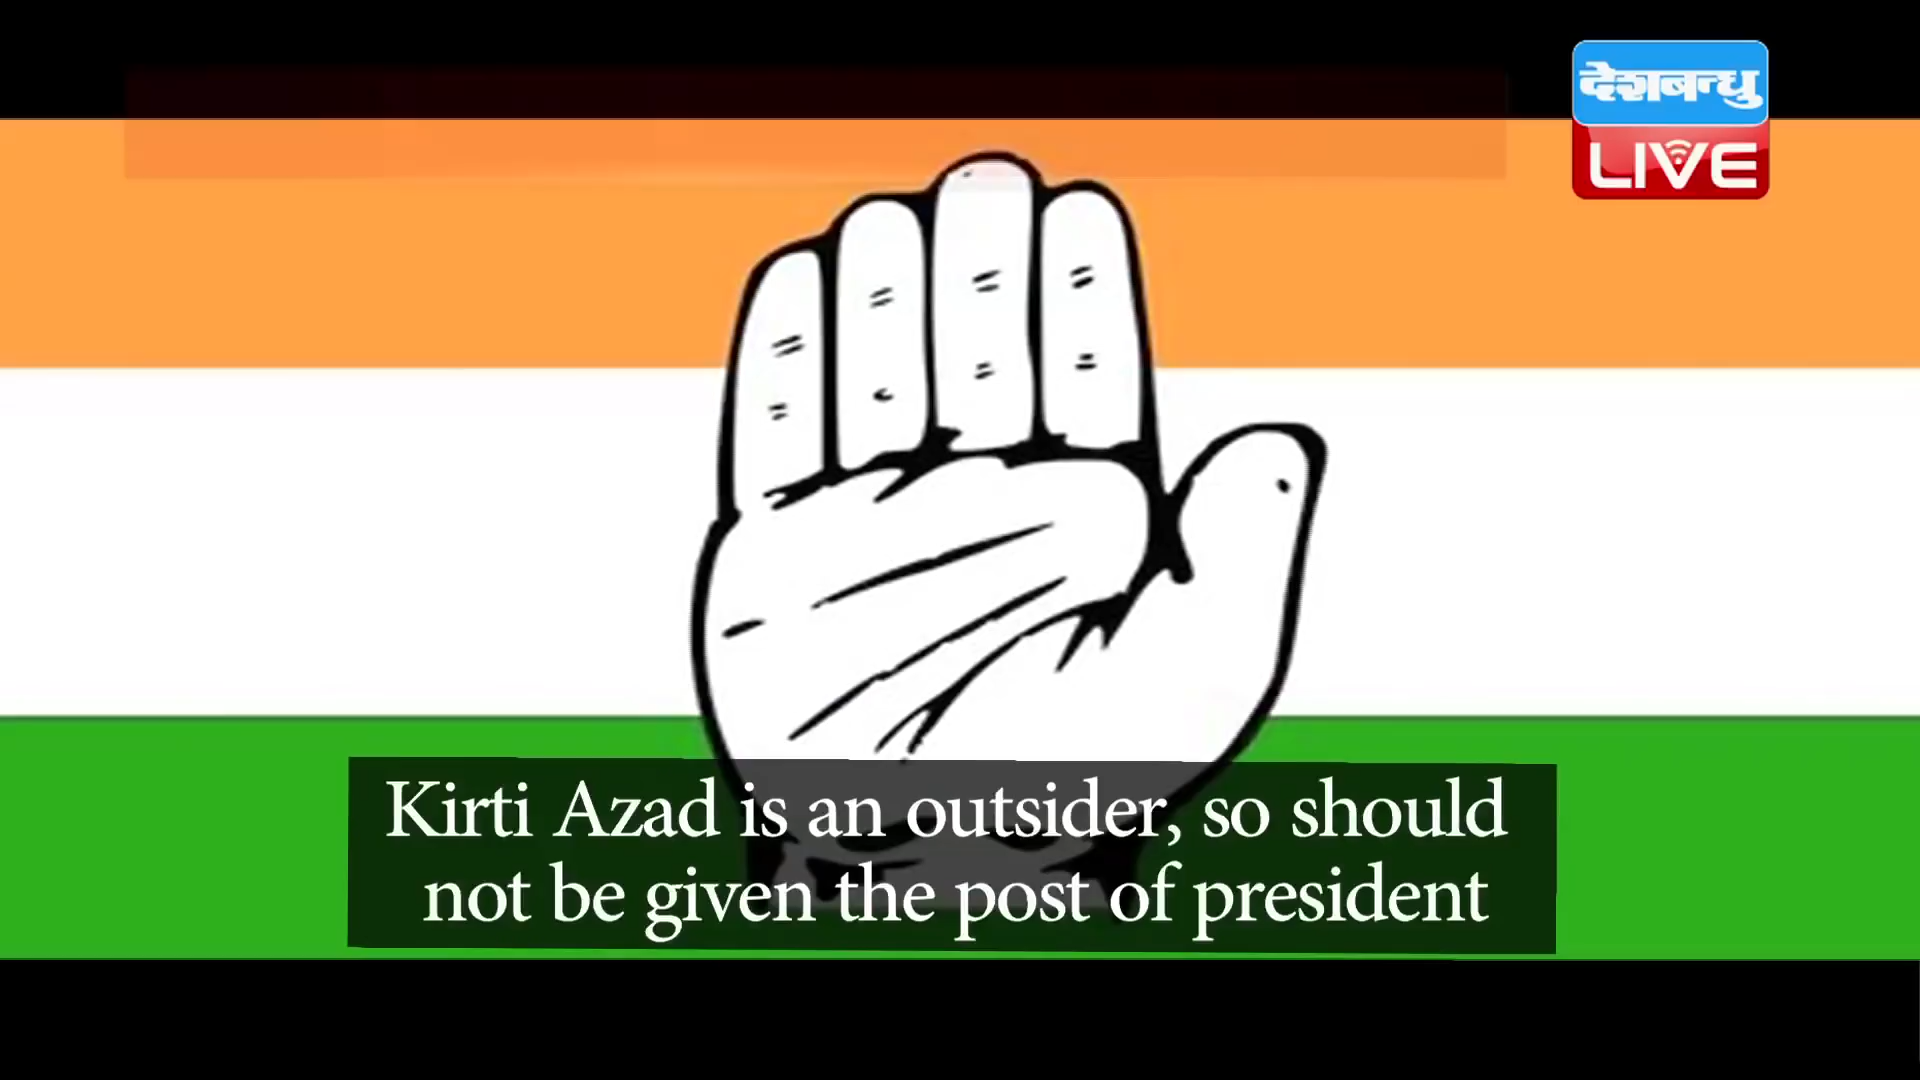 देशबन्धु
LIVE
Kirti Azad is an outsider, so should
not be given the post of president